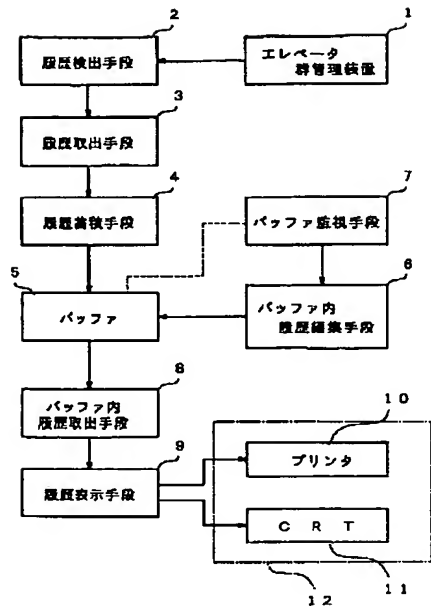 2
1
履歴検出手段
エレベータ
群管理装置
3
履歴取出手段
4
履歴蓄積手段
7
バッファ監視手段
5
6
バッファ
バッファ内
履歴編集手段
8
バッファ内
履歴取出手段
10
9
プリンタ
履歴表示手段
CRT
11
12